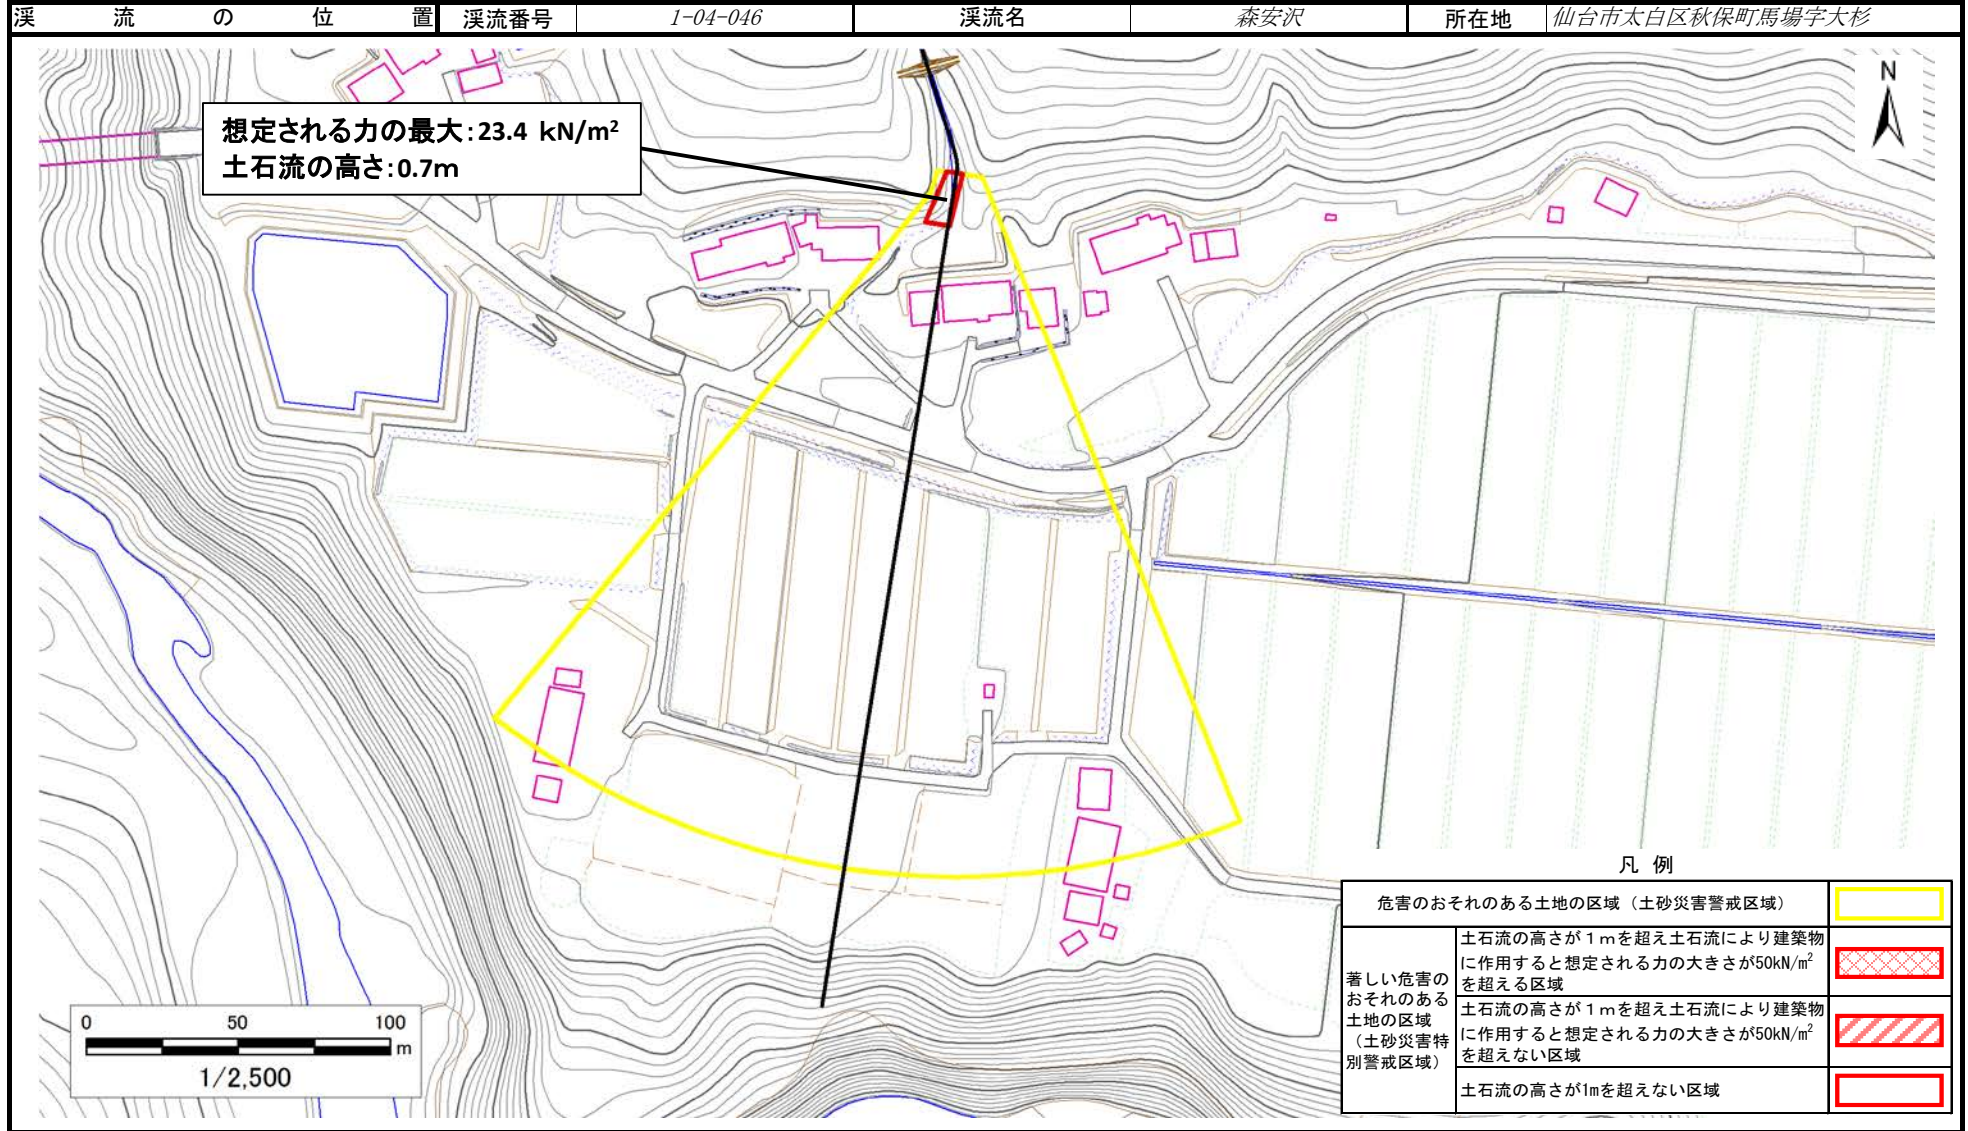 渓流の位置 渓流番号 1-04-046 渓流名 森安沢 所在地 仙台市太白区秋保町馬場字大杉
N
想定される力の最大:23.4 kN/m²
土石流の高さ:0.7m
凡 例
危害のおそれのある土地の区域（土砂災害警戒区域）
著しい危害の
おそれのある
土地の区域
（土砂災害特
別警戒区域）
土石流の高さが１ｍを超え土石流により建築物
に作用すると想定される力の大きさが50kN/m²
を超える区域
土石流の高さが１ｍを超え土石流により建築物
に作用すると想定される力の大きさが50kN/m²
を超えない区域
土石流の高さが1mを超えない区域
0 50 100
m
1/2,500